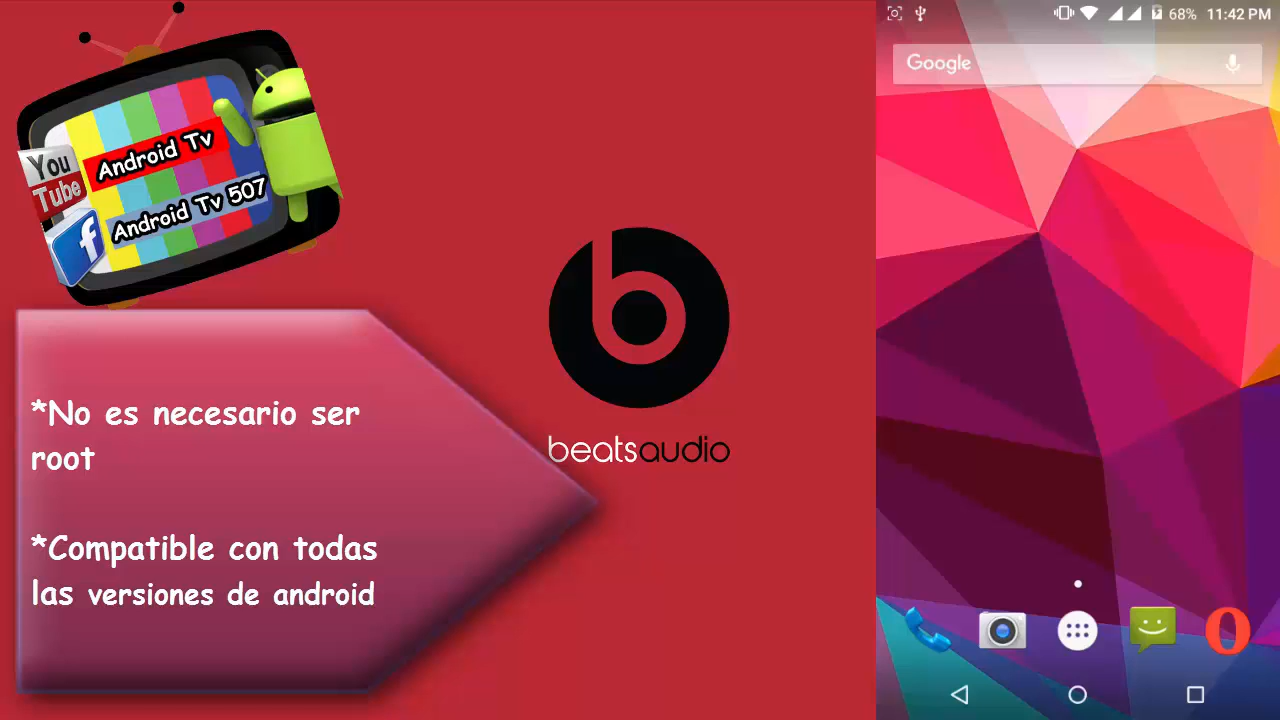 You
Tube
Android Tv
Android Tv 507
f
*No es necesario ser
root
*Compatible con todas
las versiones de android
b
beatsaudio
68% 11:42 PM
Google